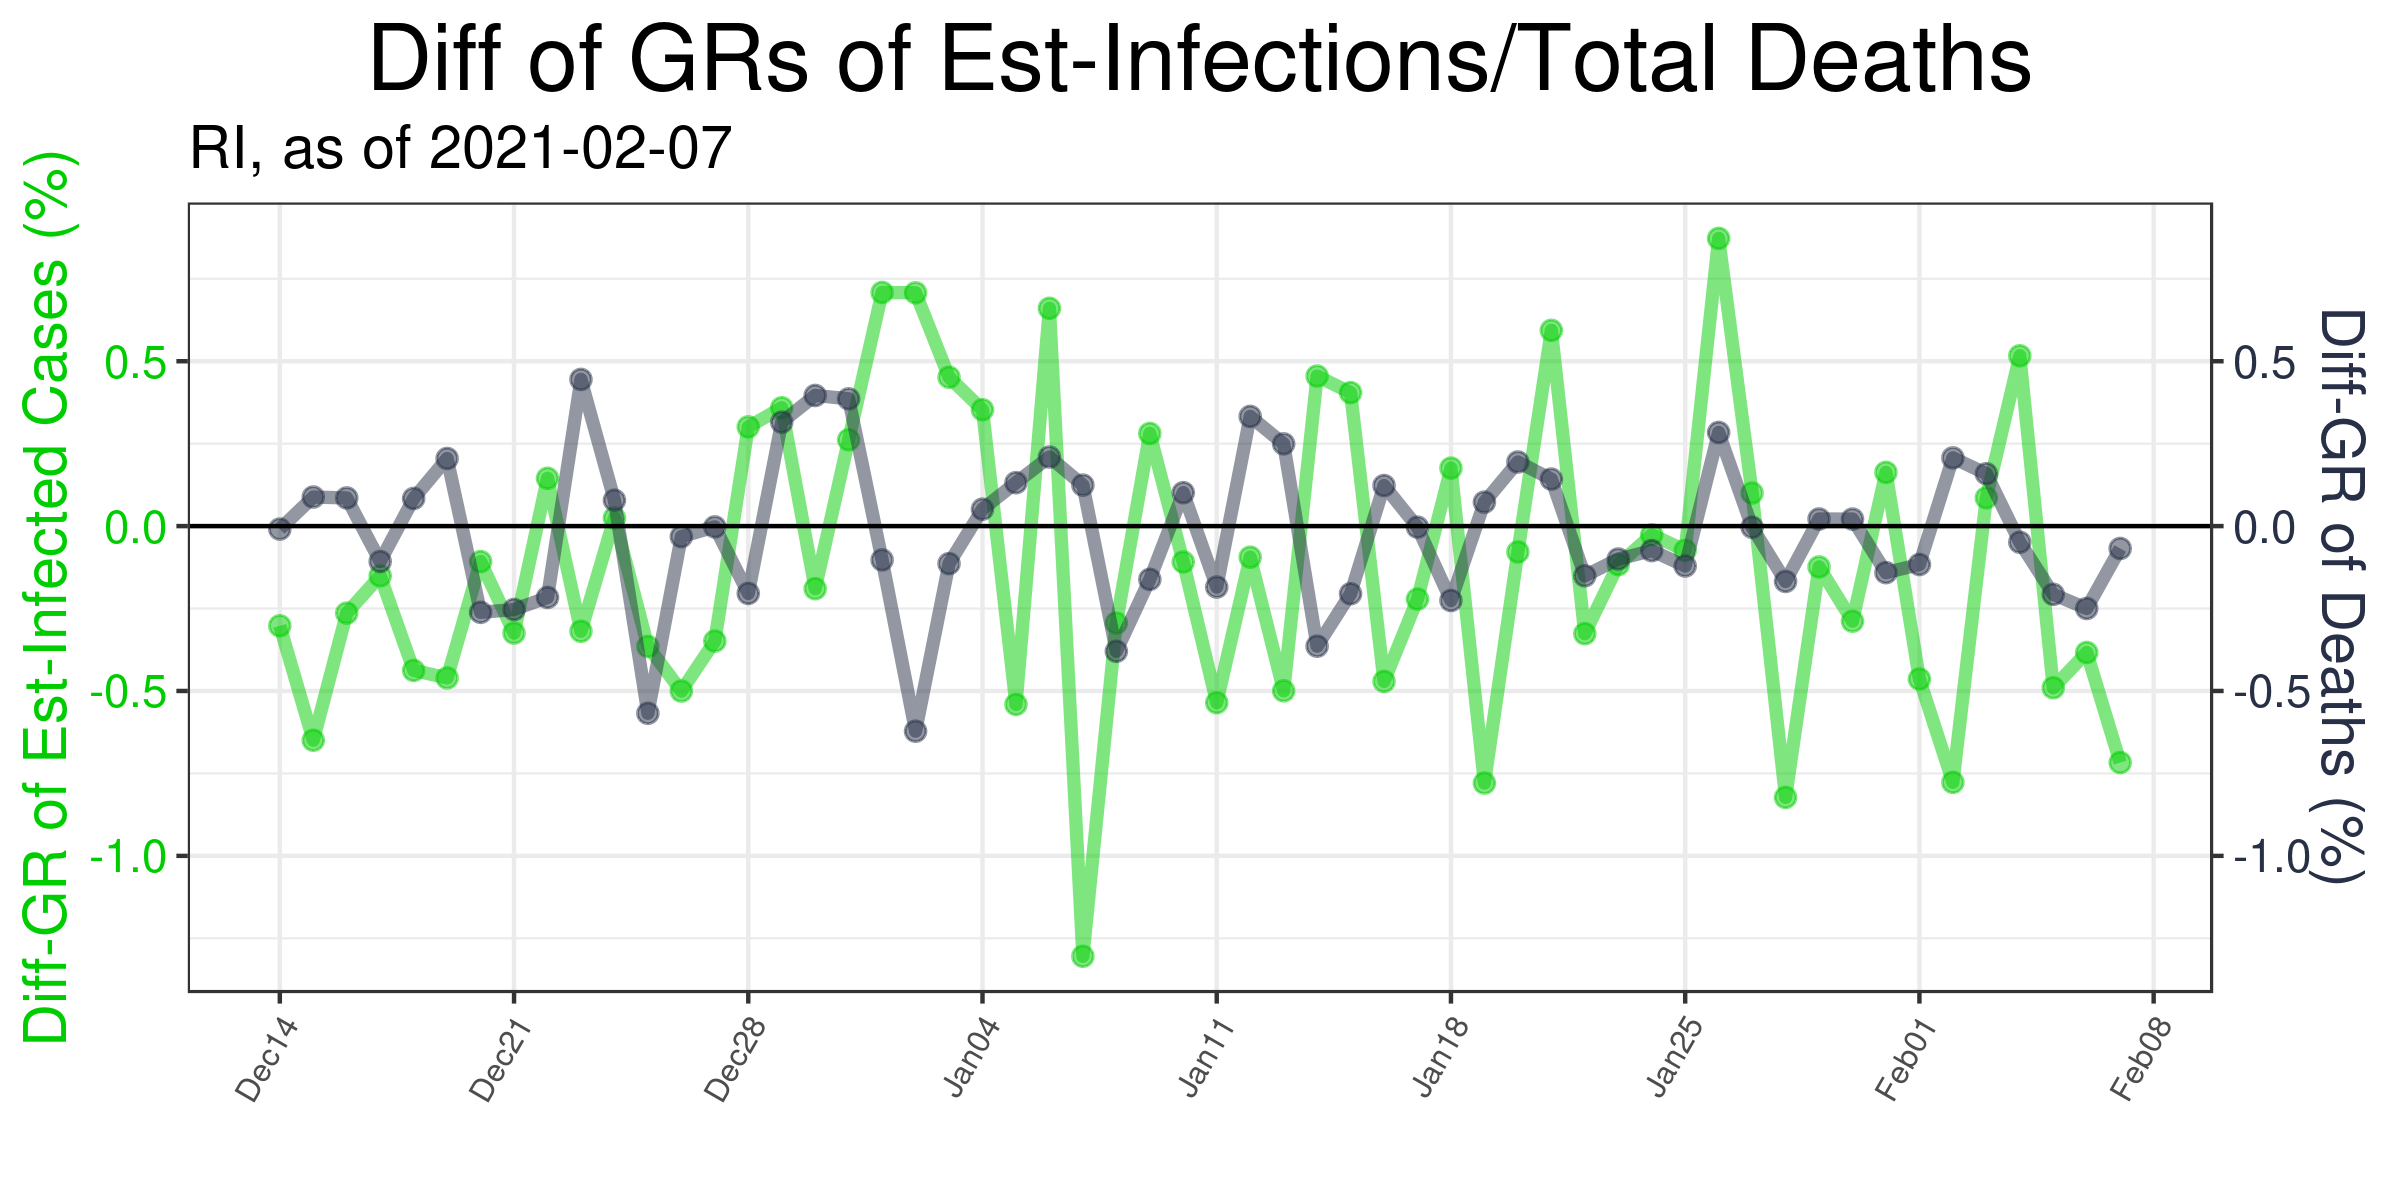 Diff of GRs of Est-Infections/Total Deaths
RI, as of 2021-02-07
Diff-GR of Est-Infected Cases (%)
0.5
0.0
-0.5
-1.0
0.5
0.0
-0.5
-1.0
Diff-GR of Deaths (%)
Dec14
Dec21
Dec28
Jan04
Jan11
Jan18
Jan25
Feb01
Feb08